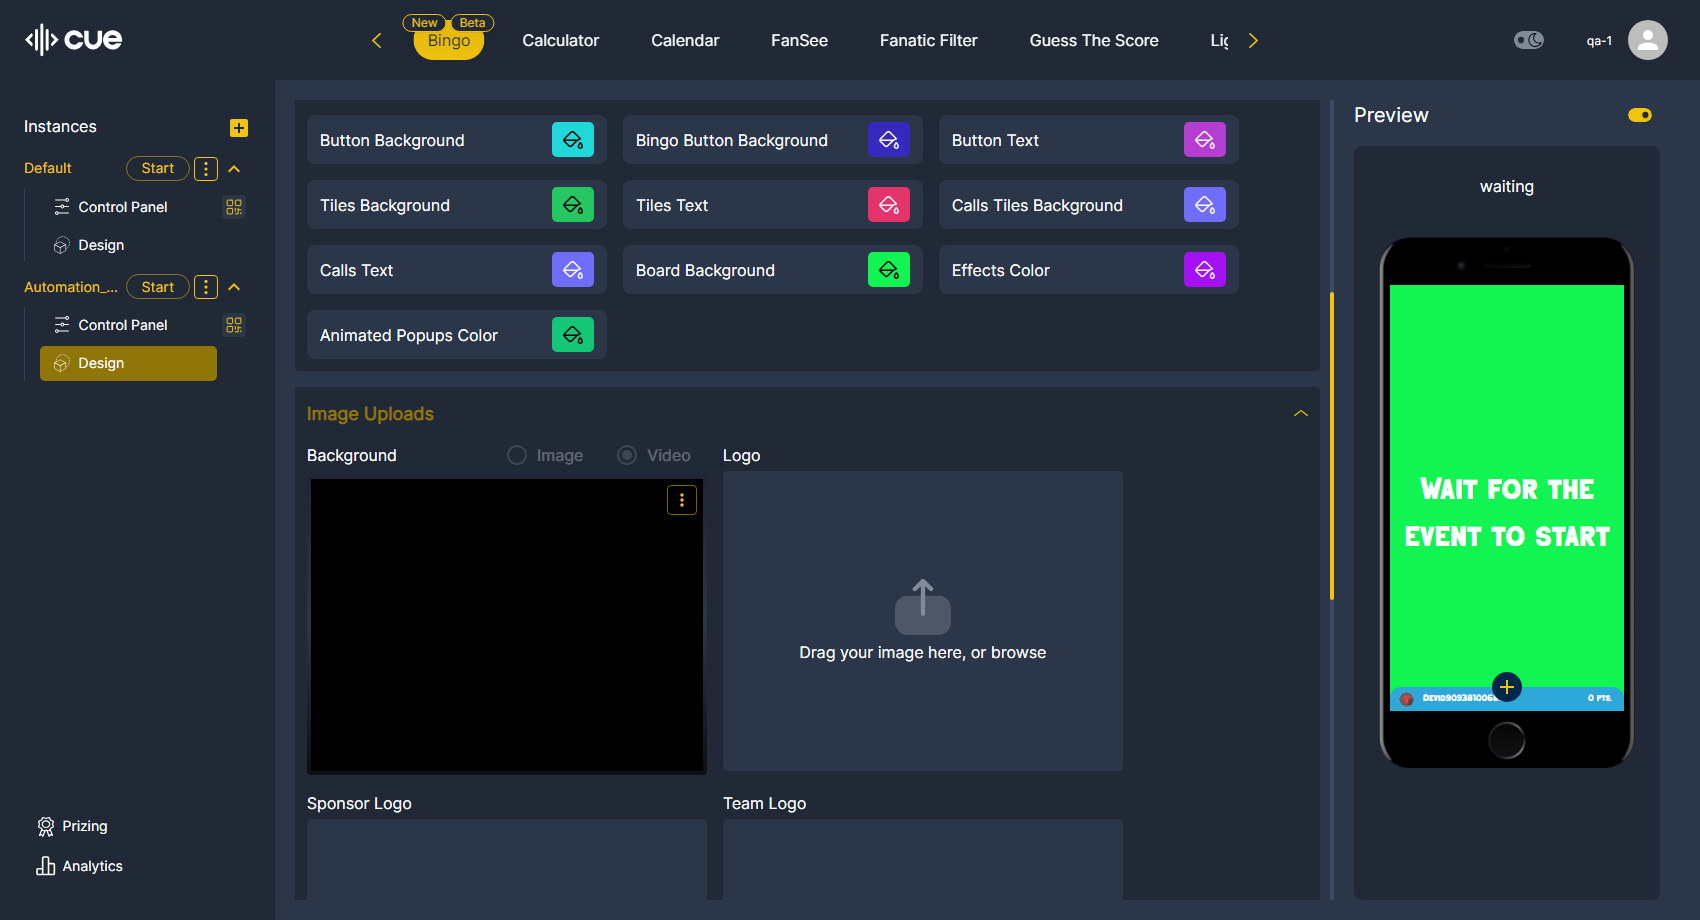 cue
New Beta
Bingo
Calculator
Calendar
FanSee
Fanatic Filter
Guess The Score
qa-1
Instances
Default
Start
Control Panel
Design
Automation_...
Start
Control Panel
Design
Prizing
Analytics
Button Background
Bingo Button Background
Button Text
Tiles Background
Tiles Text
Calls Tiles Background
Calls Text
Board Background
Effects Color
Animated Popups Color
Image Uploads
Background
Image
Video
Logo
Drag your image here, or browse
Sponsor Logo
Team Logo
Preview
waiting
Wait for the
event to start
0 pts.